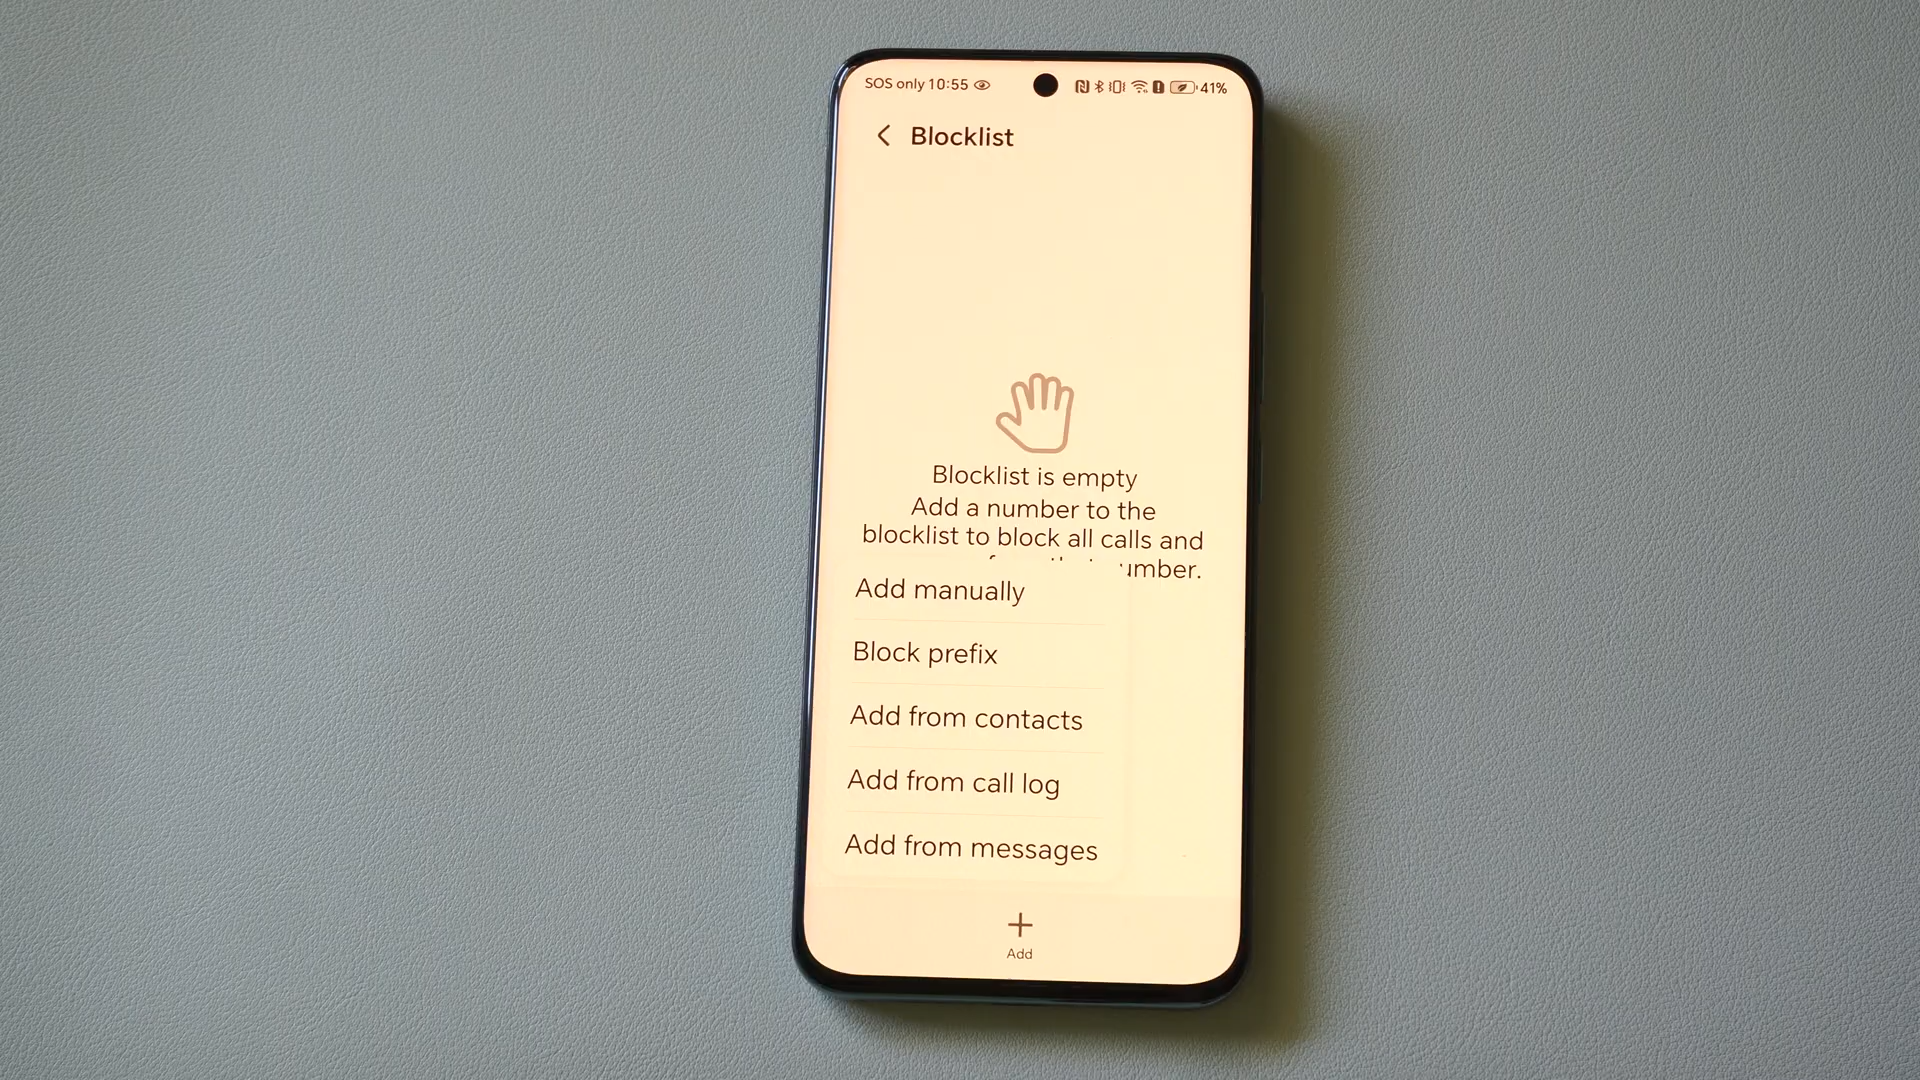 SOS only 10:55
41%
Blocklist
Blocklist is empty
Add a number to the
blocklist to block all calls and
Add manually
Block prefix
Add from contacts
Add from call log
Add from messages
Add